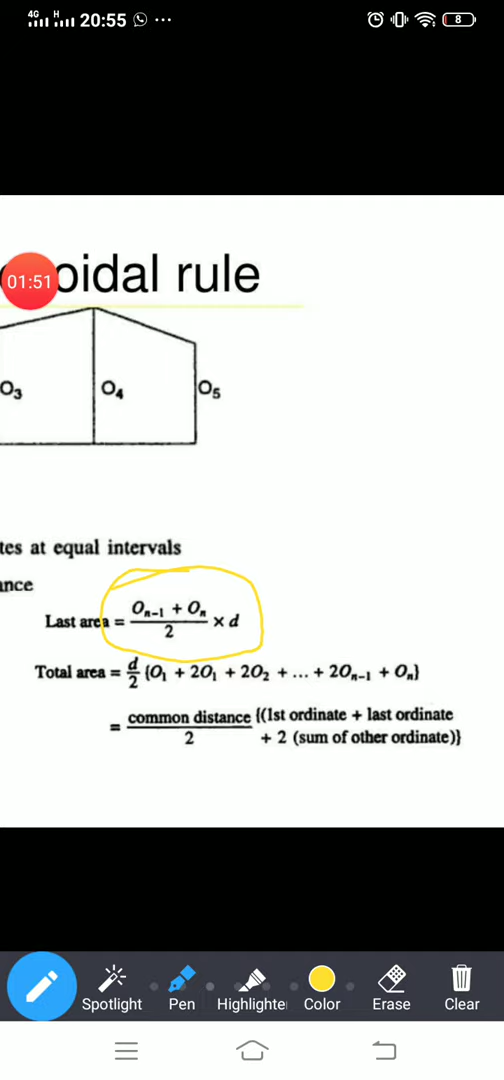 4G H 20:55 ... 8
oidal rule
01:51
O3 O4 O5
tes at equal intervals
ance
Last area = On−1 + On / 2 × d
Total area = d/2 {O1 + 2O1 + 2O2 + ... + 2On−1 + On}
= common distance / 2 {(1st ordinate + last ordinate
+ 2 (sum of other ordinate)}
Spotlight Pen Highlighte Color Erase Clear